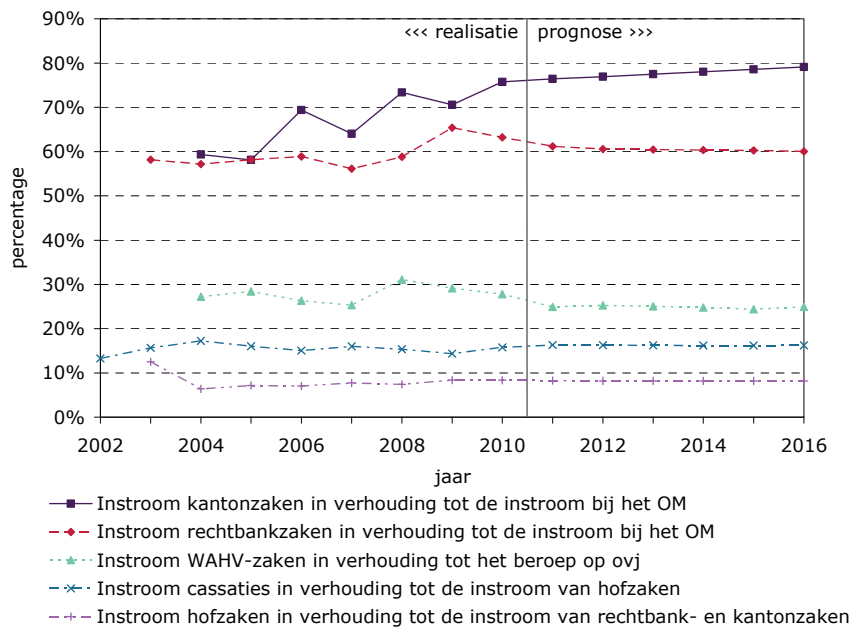 90%
‹‹‹ realisatie prognose ›››
80%
70%
60%
50%
40%
30%
20%
10%
0%
percentage
2002 2004 2006 2008 2010 2012 2014 2016
jaar
Instroom kantonzaken in verhouding tot de instroom bij het OM
Instroom rechtbankzaken in verhouding tot de instroom bij het OM
Instroom WAHV-zaken in verhouding tot het beroep op ovj
Instroom cassaties in verhouding tot de instroom van hofzaken
Instroom hofzaken in verhouding tot de instroom van rechtbank- en kantonzaken